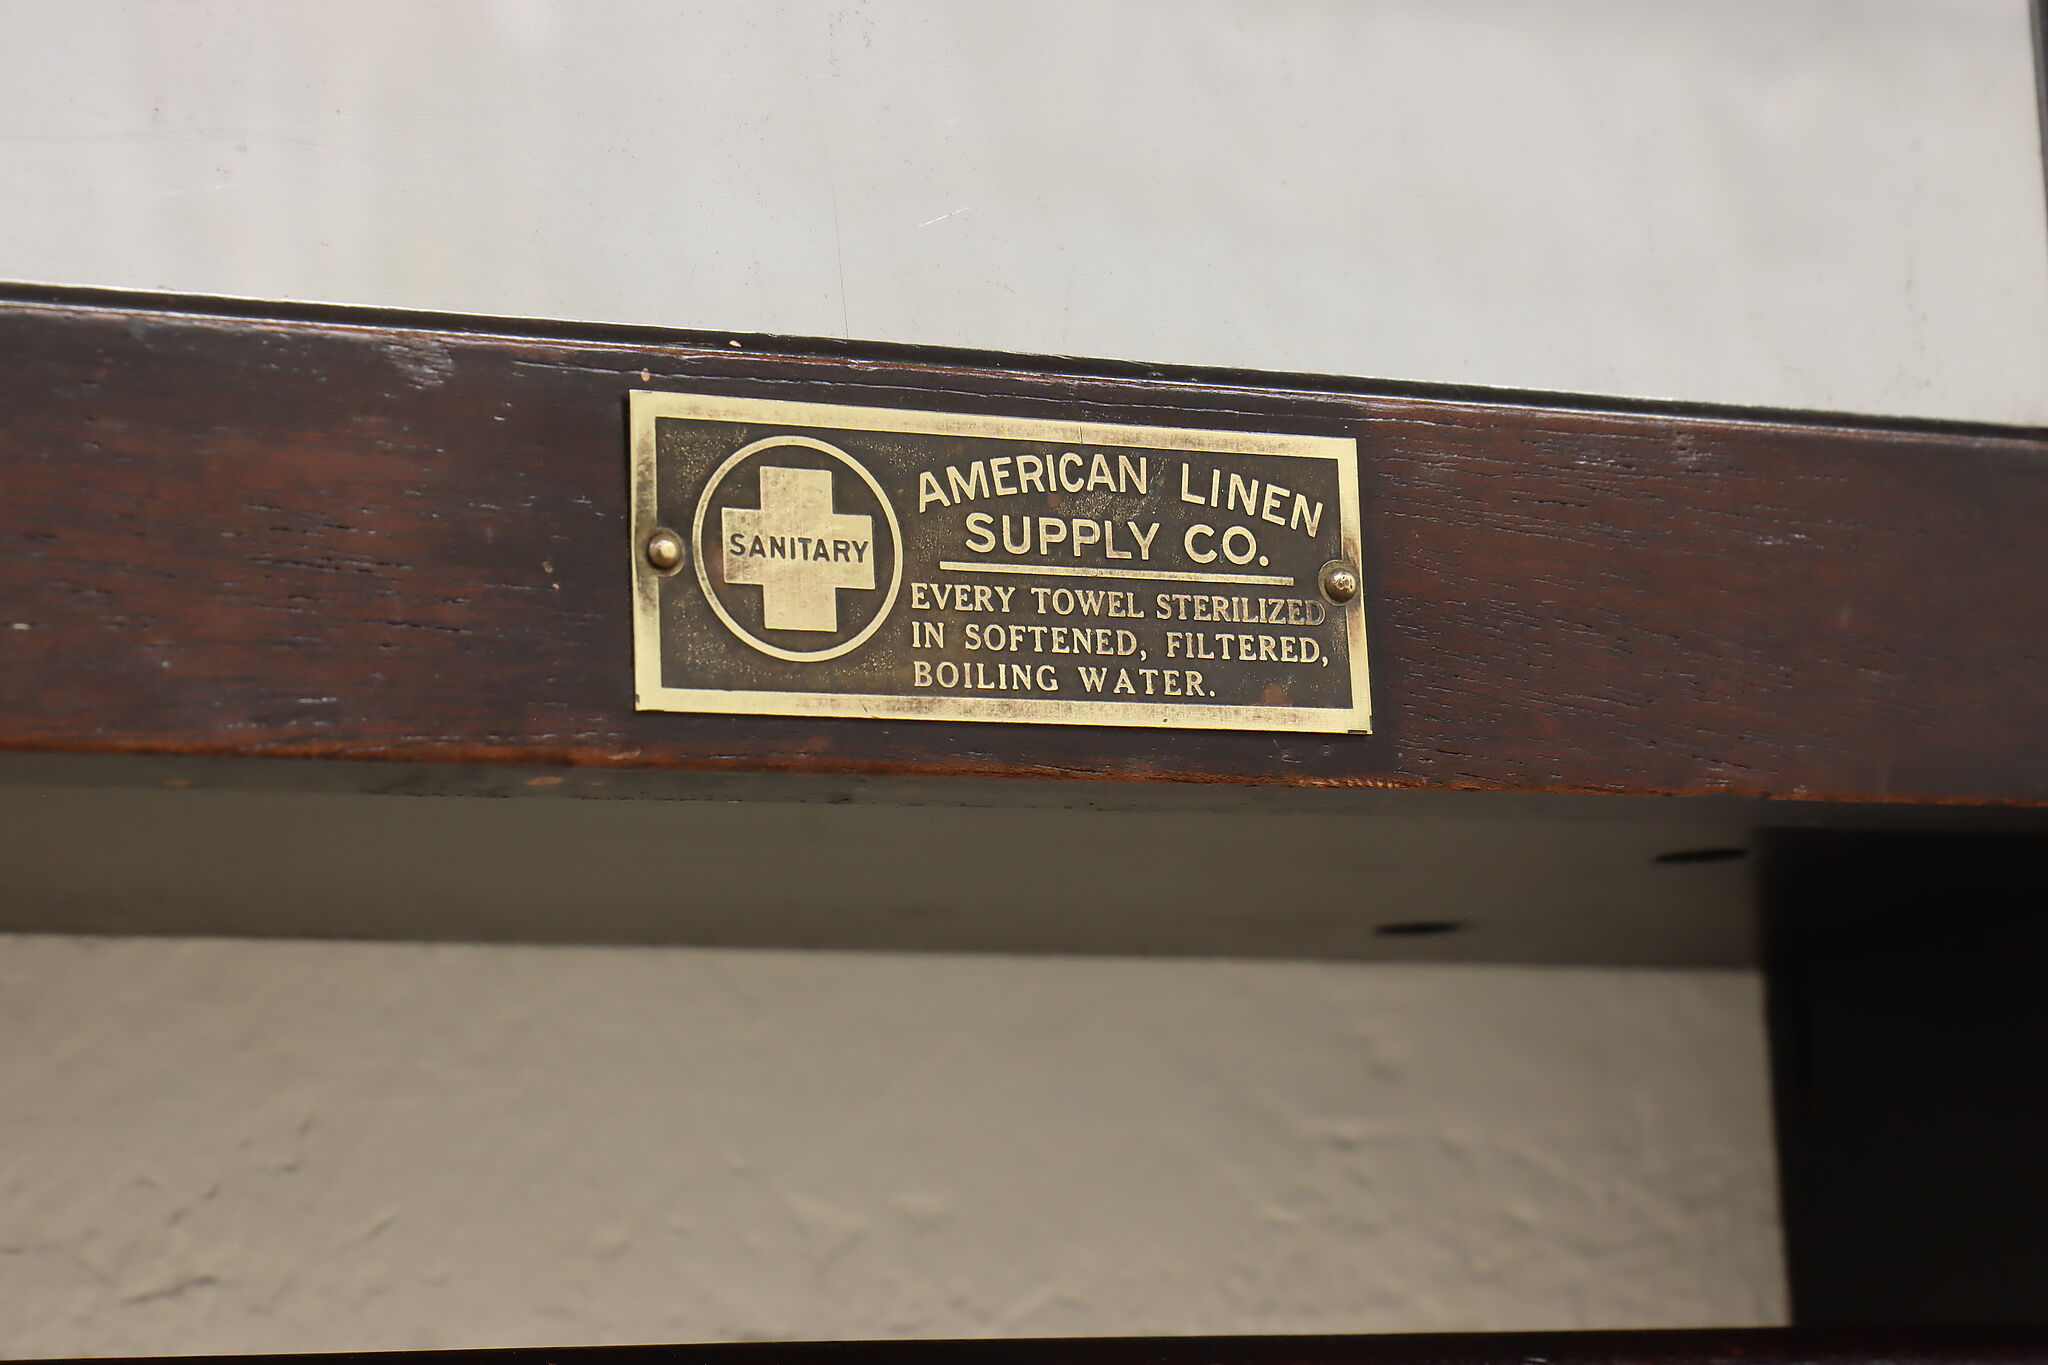 SANITARY
AMERICAN LINEN
SUPPLY CO.
EVERY TOWEL STERILIZED
IN SOFTENED, FILTERED,
BOILING WATER.